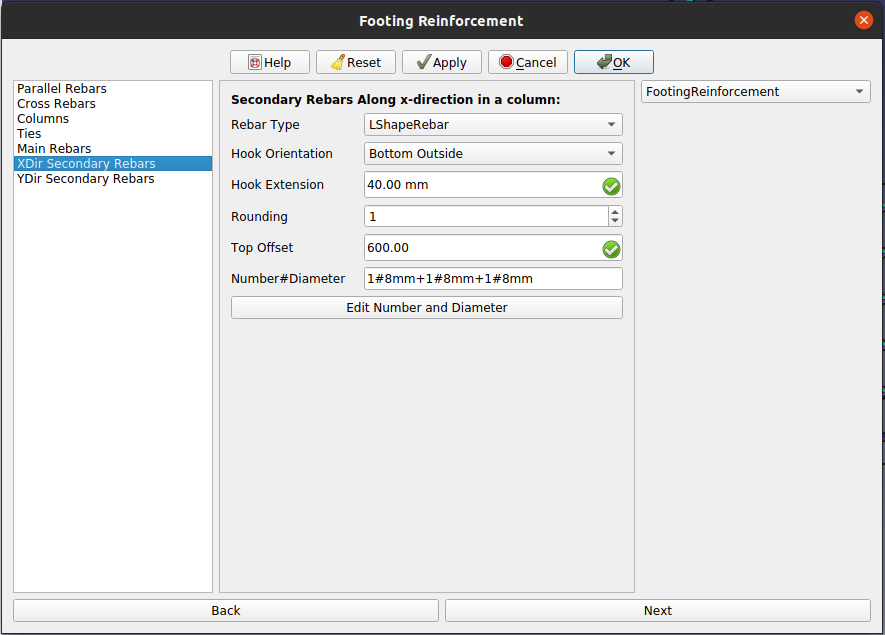 Footing Reinforcement
Help Reset Apply Cancel OK
Parallel Rebars
Cross Rebars
Columns
Ties
Main Rebars
XDir Secondary Rebars
YDir Secondary Rebars
Secondary Rebars Along x-direction in a column:
Rebar Type LShapeRebar
Hook Orientation Bottom Outside
Hook Extension 40.00 mm
Rounding 1
Top Offset 600.00
Number#Diameter 1#8mm+1#8mm+1#8mm
Edit Number and Diameter
FootingReinforcement
Back Next